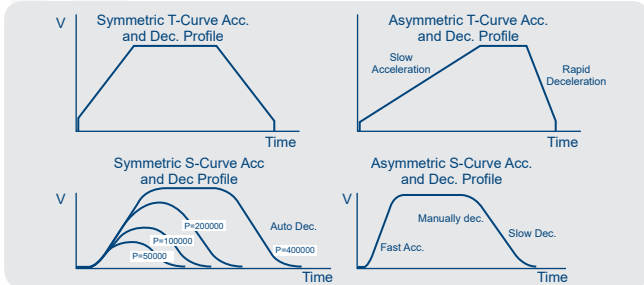 Symmetric T-Curve Acc.
and Dec. Profile
V
Time
Asymmetric T-Curve Acc.
and Dec. Profile
Slow
Acceleration
Rapid
Deceleration
Time
Symmetric S-Curve Acc
and Dec Profile
V
P=200000
P=100000
P=50000
Auto Dec.
P=400000
Time
Asymmetric S-Curve Acc.
and Dec. Profile
V
Manually dec.
Fast Acc.
Slow Dec.
Time